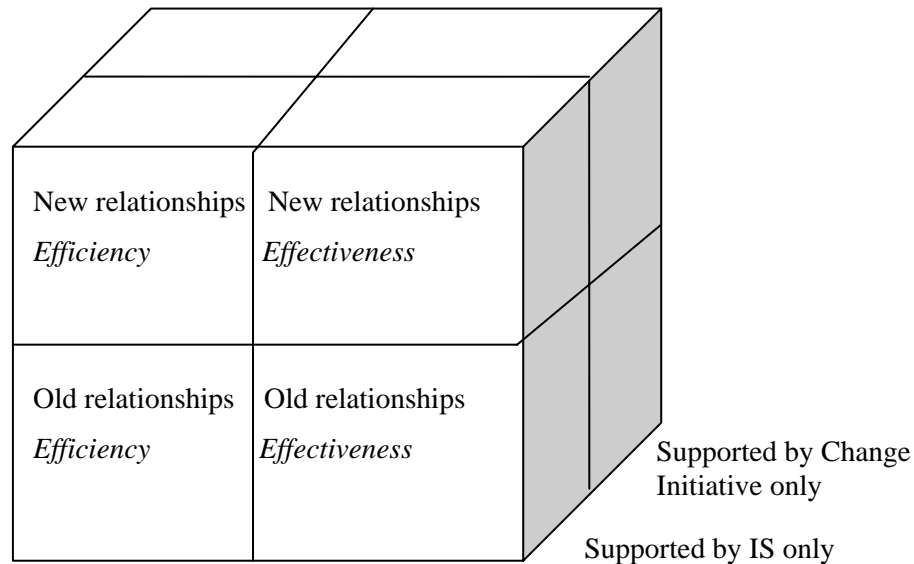 New relationships
Efficiency
New relationships
Effectiveness
Old relationships
Efficiency
Old relationships
Effectiveness
Supported by Change
Initiative only
Supported by IS only